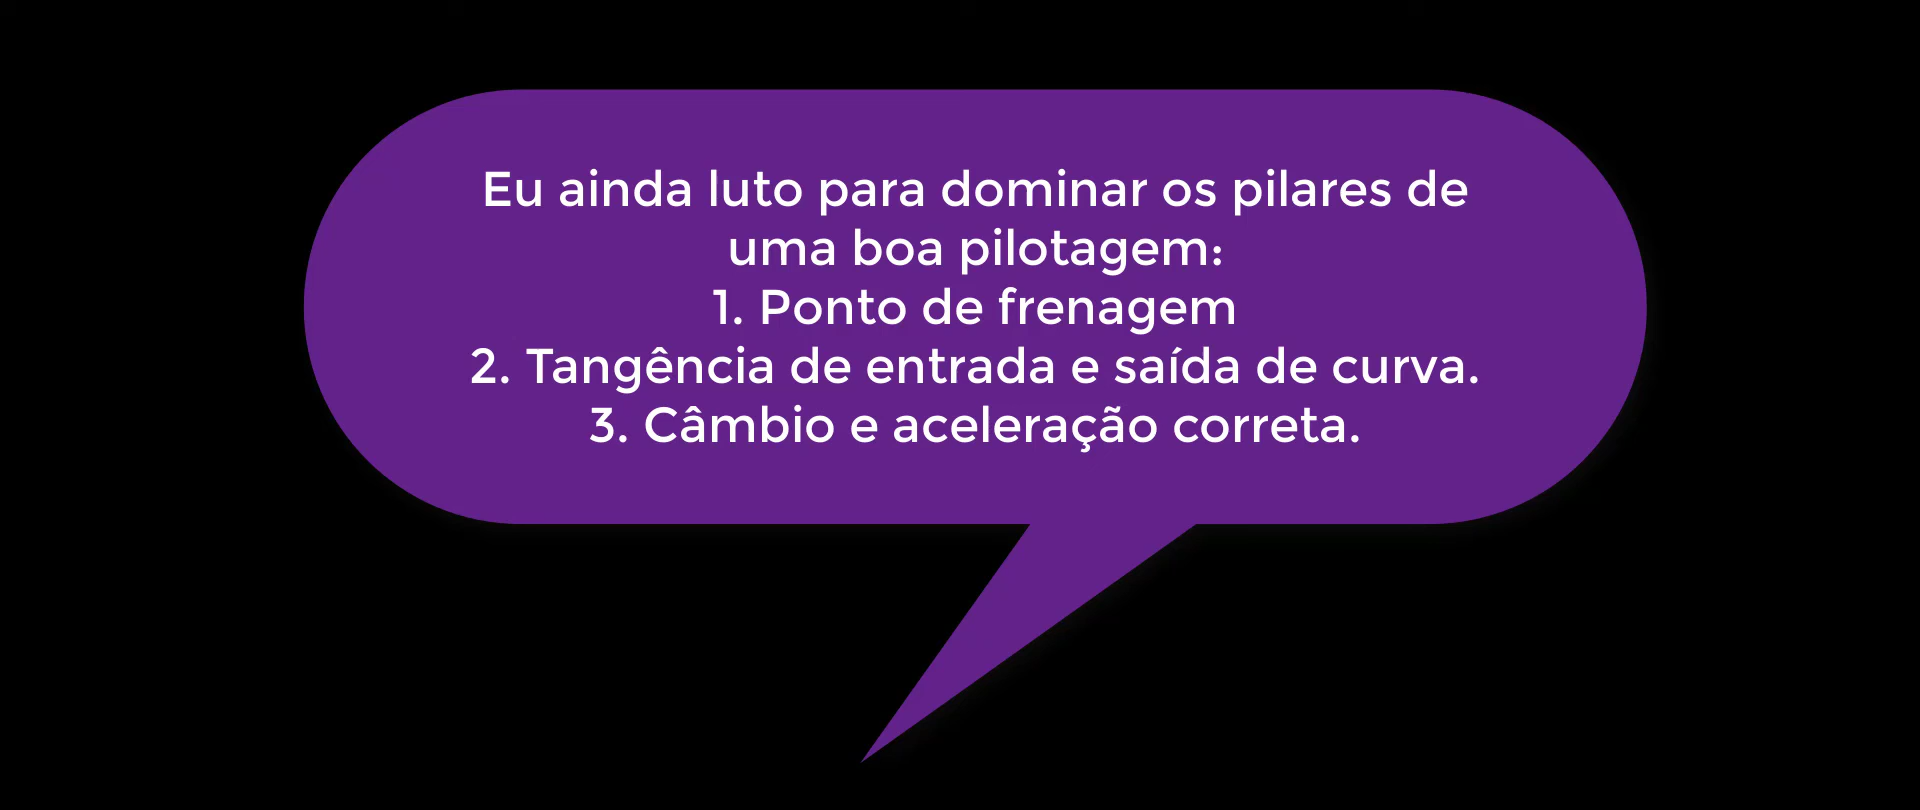 Eu ainda luto para dominar os pilares de
uma boa pilotagem:
1. Ponto de frenagem
2. Tangência de entrada e saída de curva.
3. Câmbio e aceleração correta.